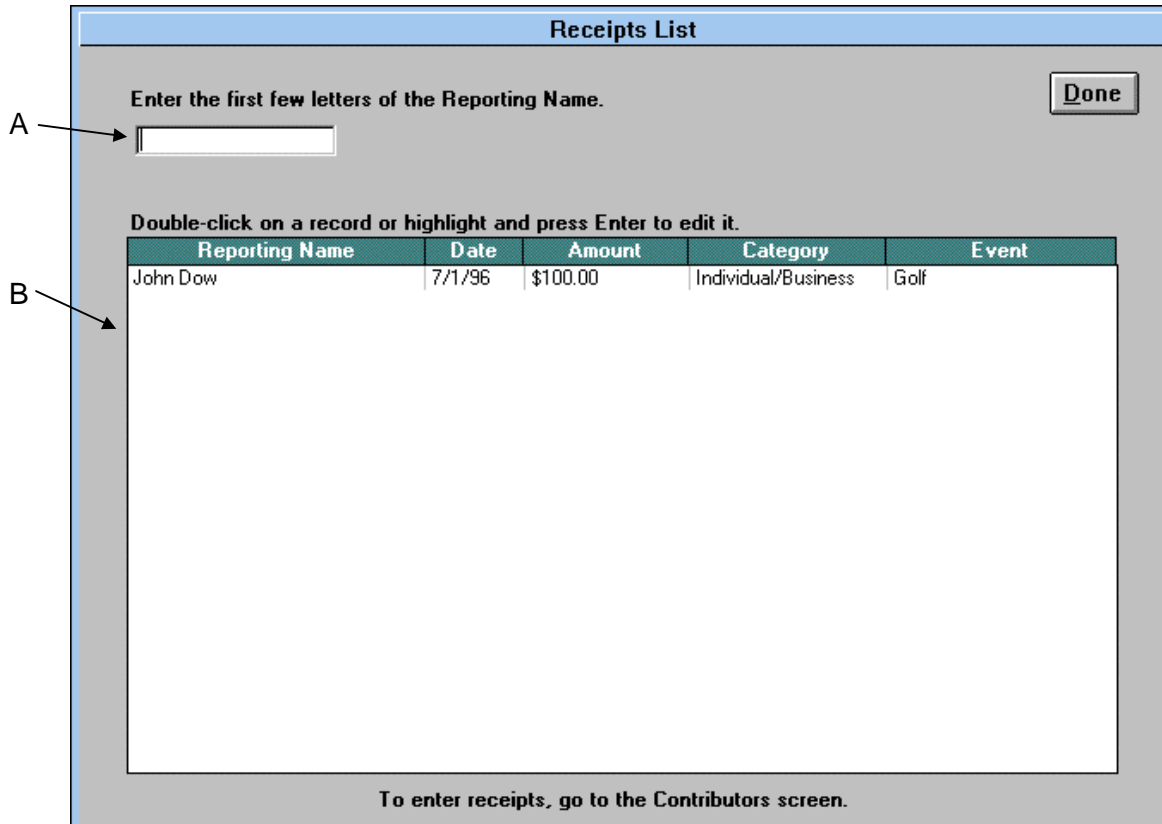 Receipts List
Enter the first few letters of the Reporting Name.
Done
A
Double-click on a record or highlight and press Enter to edit it.
Reporting Name Date Amount Category Event
John Dow 7/1/96 $100.00 Individual/Business Golf
B
To enter receipts, go to the Contributors screen.